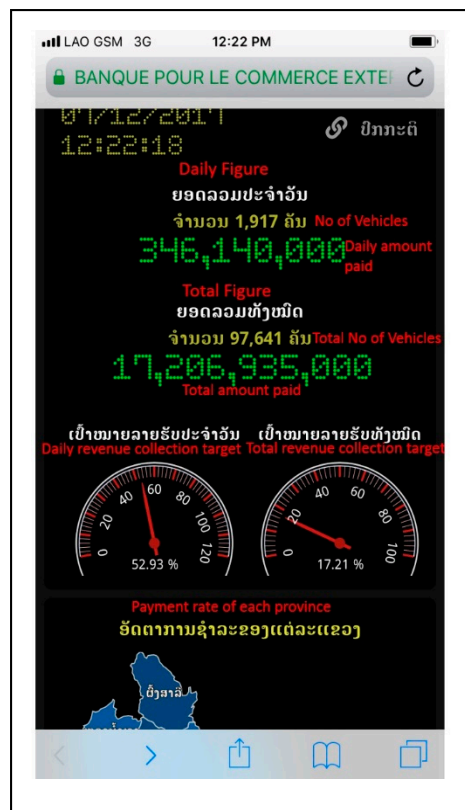 LAO GSM 3G 12:22 PM
BANQUE POUR LE COMMERCE EXTE
07/12/2017
12:22:18
ປົກກະຕິ
Daily Figure
ຍອດລວມປະຈຳວັນ
ຈຳນວນ 1,917 ຄັນ No of Vehicles
346,140,000 Daily amount
paid
Total Figure
ຍອດລວມທັງໝົດ
ຈຳນວນ 97,641 ຄັນ Total No of Vehicles
17,206,935,000
Total amount paid
ເປົ້າໝາຍລາຍຮັບປະຈຳວັນ ເປົ້າໝາຍລາຍຮັບທັງໝົດ
Daily revenue collection target Total revenue collection target
0 20 40 60 80 100 120
0 20 40 60 80 100
52.93 % 17.21 %
Payment rate of each province
ອັດຕາການຊຳລະຂອງແຕ່ລະແຂວງ
ຜົ້ງສາລີ